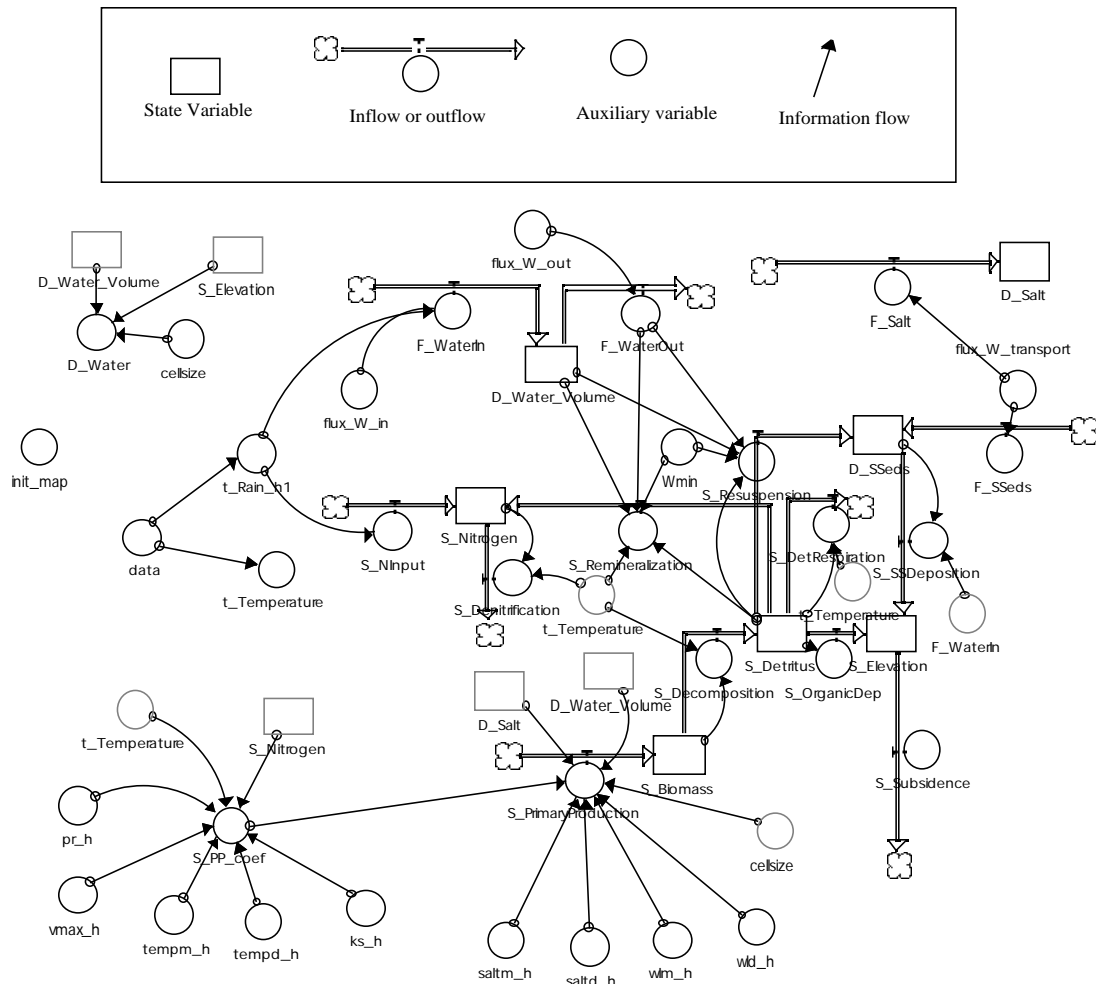 State Variable
Inflow or outflow
Auxiliary variable
Information flow
flux_W_out
D_Water_Volume
S_Elevation
D_Salt
F_Salt
F_WaterIn
F_WaterOut
flux_W_transport
D_Water
cellsize
D_Water_Volume
flux_W_in
init_map
t_Rain_h1
Wmin
S_Resuspension
D_SSeds
F_SSeds
S_Nitrogen
S_NInput
S_Remineralization
S_DetRespiration
S_SSDeposition
data
t_Temperature
S_Denitrification
t_Temperature
t_Temperature
F_WaterIn
S_Decomposition
S_Detritus
S_OrganicDep
S_Elevation
D_Salt
D_Water_Volume
t_Temperature
S_Nitrogen
S_Biomass
S_Subsidence
S_PrimaryProduction
pr_h
S_PP_coef
cellsize
vmax_h
tempm_h
tempd_h
ks_h
saltm_h
saltd_h
wlm_h
wld_h